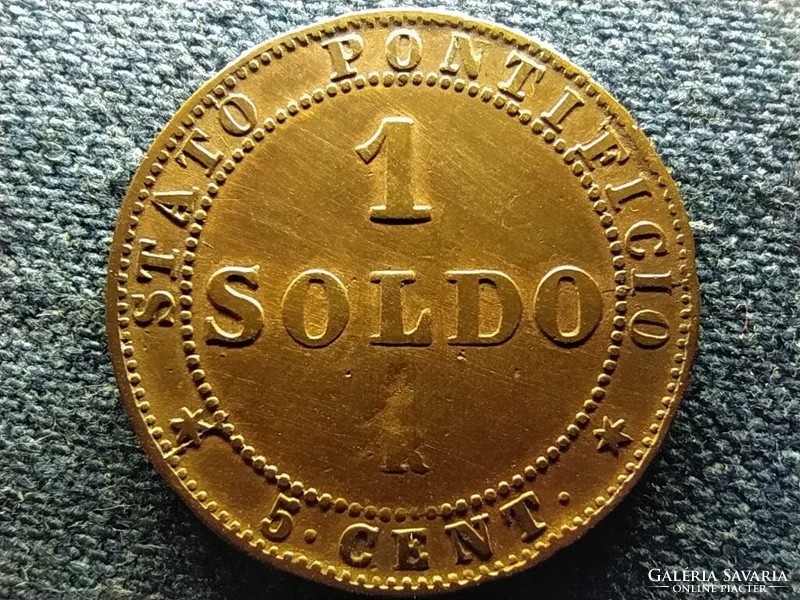 STATO PONTIFICIO
1
SOLDO
R
5·CENT·
GALÉRIA SAVARIA
ONLINE PIACTÉR